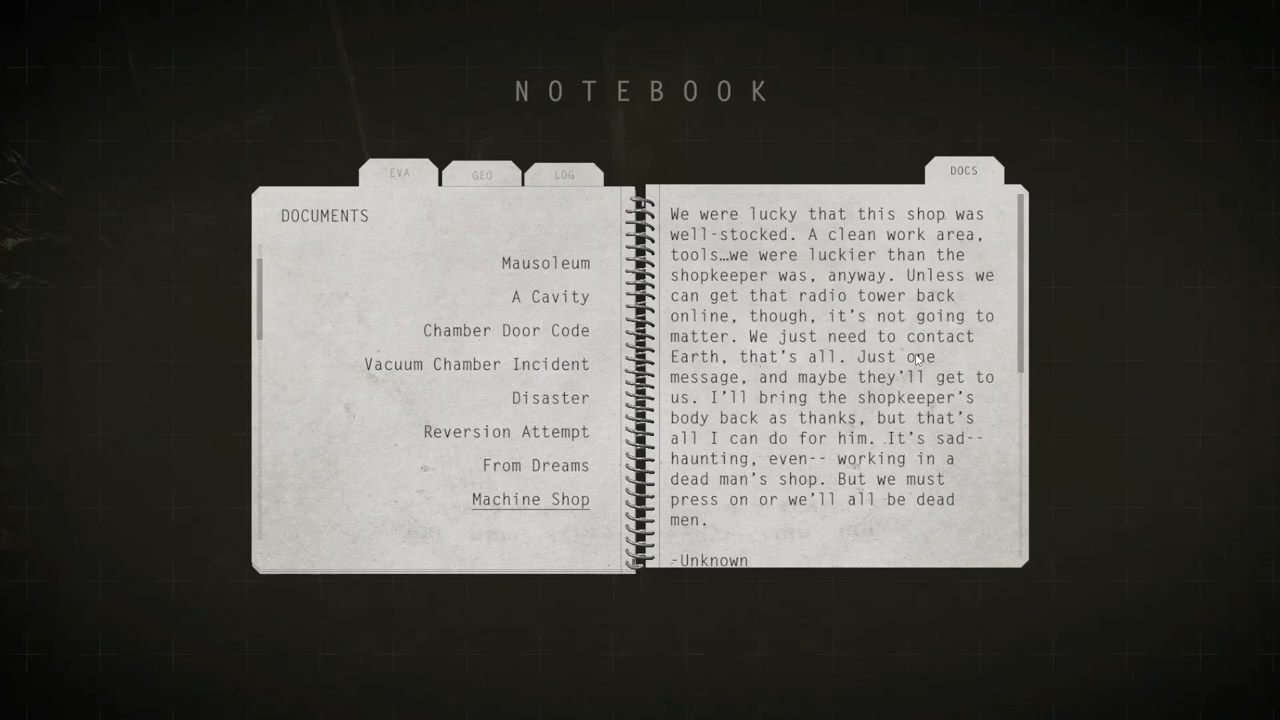 NOTEBOOK
EVA
GEO
LOG
DOCS
DOCUMENTS
Mausoleum
A Cavity
Chamber Door Code
Vacuum Chamber Incident
Disaster
Reversion Attempt
From Dreams
Machine Shop
We were lucky that this shop was
well-stocked. A clean work area,
tools…we were luckier than the
shopkeeper was, anyway. Unless we
can get that radio tower back
online, though, it's not going to
matter. We just need to contact
Earth, that's all. Just one
message, and maybe they'll get to
us. I'll bring the shopkeeper's
body back as thanks, but that's
all I can do for him. It's sad--
haunting, even-- working in a
dead man's shop. But we must
press on or we'll all be dead
men.
-Unknown